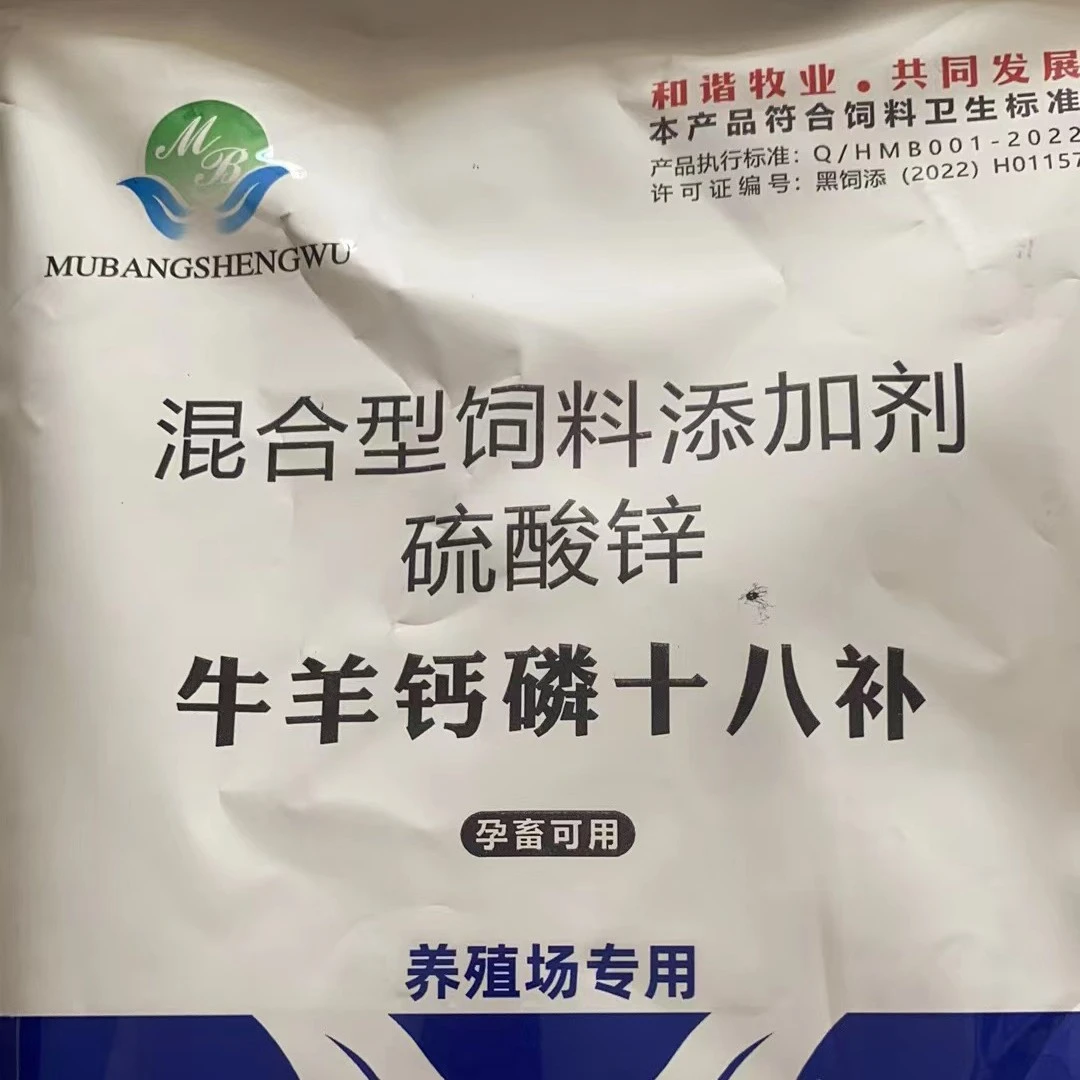 MB
MUBANGSHENGWU
和谐牧业·共同发展
本产品符合饲料卫生标准
产品执行标准：Q/HMB001-2022
许可证编号：黑饲添（2022）H01157
混合型饲料添加剂
硫酸锌
牛羊钙磷十八补
孕畜可用
养殖场专用